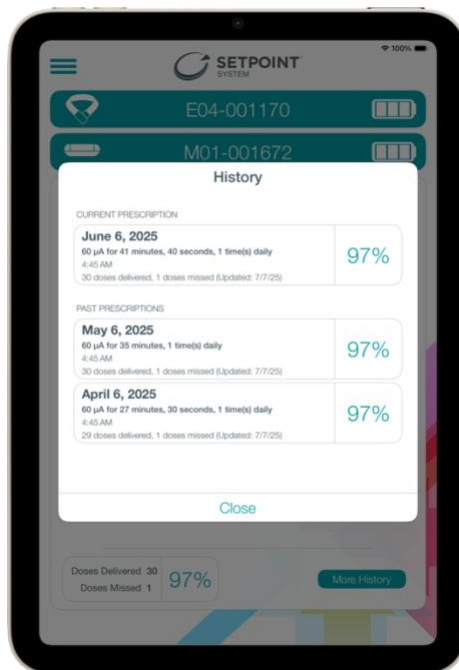 100%
SETPOINT
SYSTEM
E04-001170
M01-001672
History
CURRENT PRESCRIPTION
June 6, 2025
60 µA for 41 minutes, 40 seconds, 1 time(s) daily
4:45 AM
30 doses delivered, 1 doses missed (Updated: 7/7/25)
97%
PAST PRESCRIPTIONS
May 6, 2025
60 µA for 35 minutes, 1 time(s) daily
4:45 AM
30 doses delivered, 1 doses missed (Updated: 7/7/25)
97%
April 6, 2025
60 µA for 27 minutes, 30 seconds, 1 time(s) daily
4:45 AM
29 doses delivered, 1 doses missed (Updated: 7/7/25)
97%
Close
Doses Delivered 30
Doses Missed 1
97%
More History